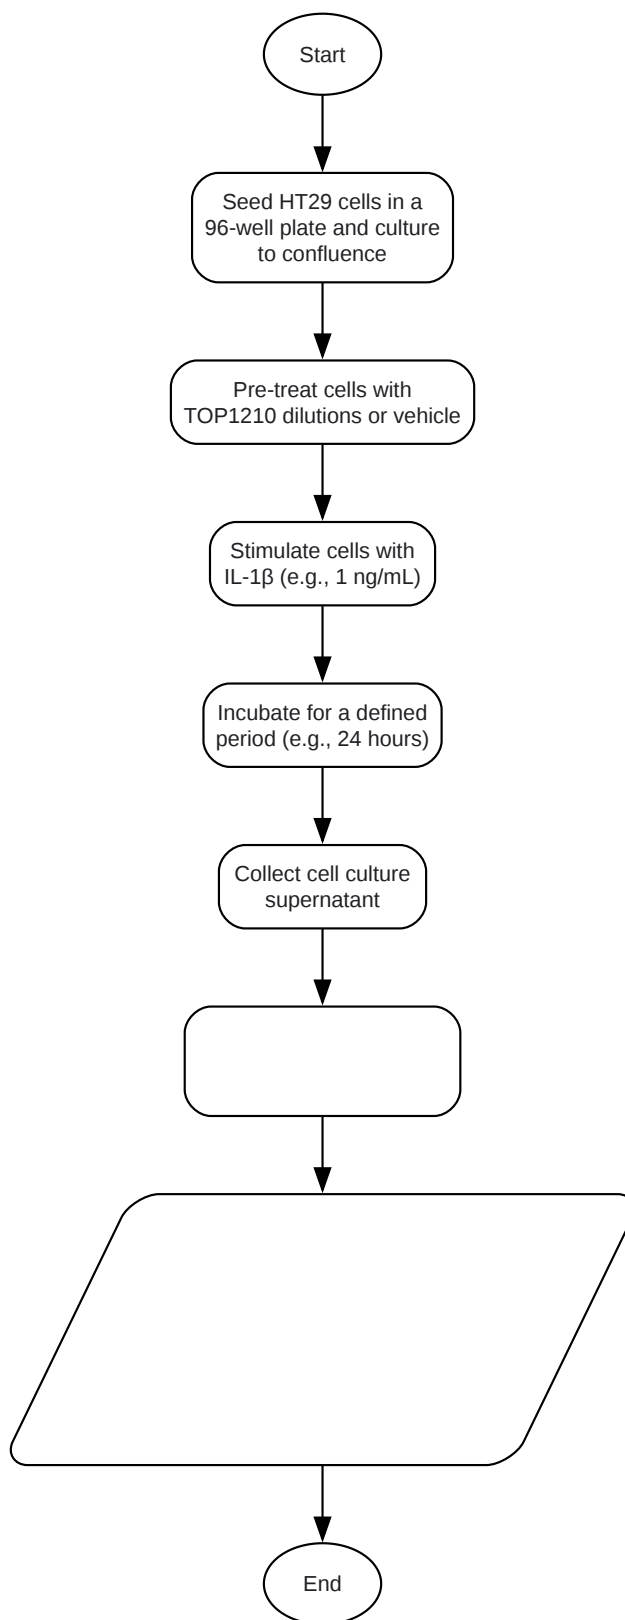 Start
Seed HT29 cells in a
96-well plate and culture
to confluence
Pre-treat cells with
TOP1210 dilutions or vehicle
Stimulate cells with
IL-1β (e.g., 1 ng/mL)
Incubate for a defined
period (e.g., 24 hours)
Collect cell culture
supernatant
End